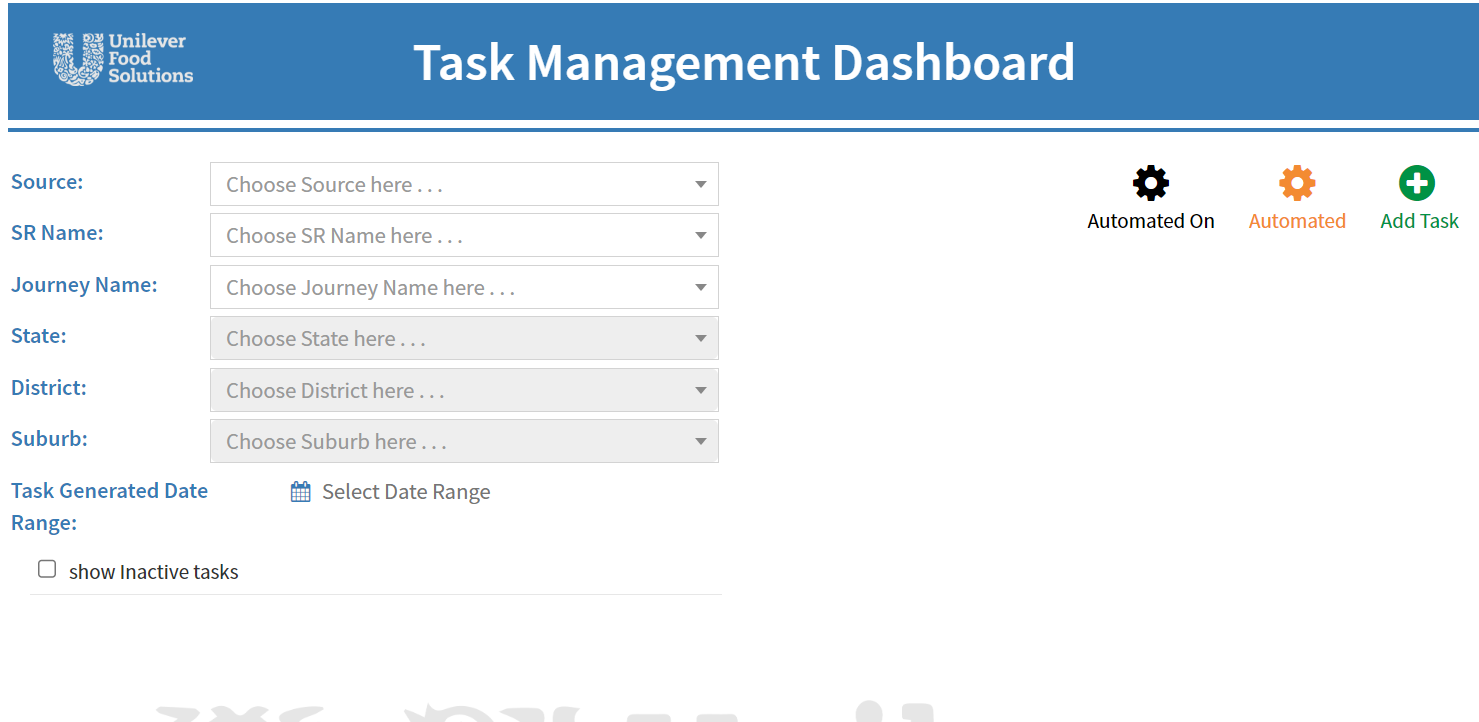 Unilever
Food
Solutions
Task Management Dashboard
Source:
Choose Source here . . .
SR Name:
Choose SR Name here . . .
Journey Name:
Choose Journey Name here . . .
State:
Choose State here . . .
District:
Choose District here . . .
Suburb:
Choose Suburb here . . .
Task Generated Date
Range:
Select Date Range
show Inactive tasks
Automated On
Automated
Add Task